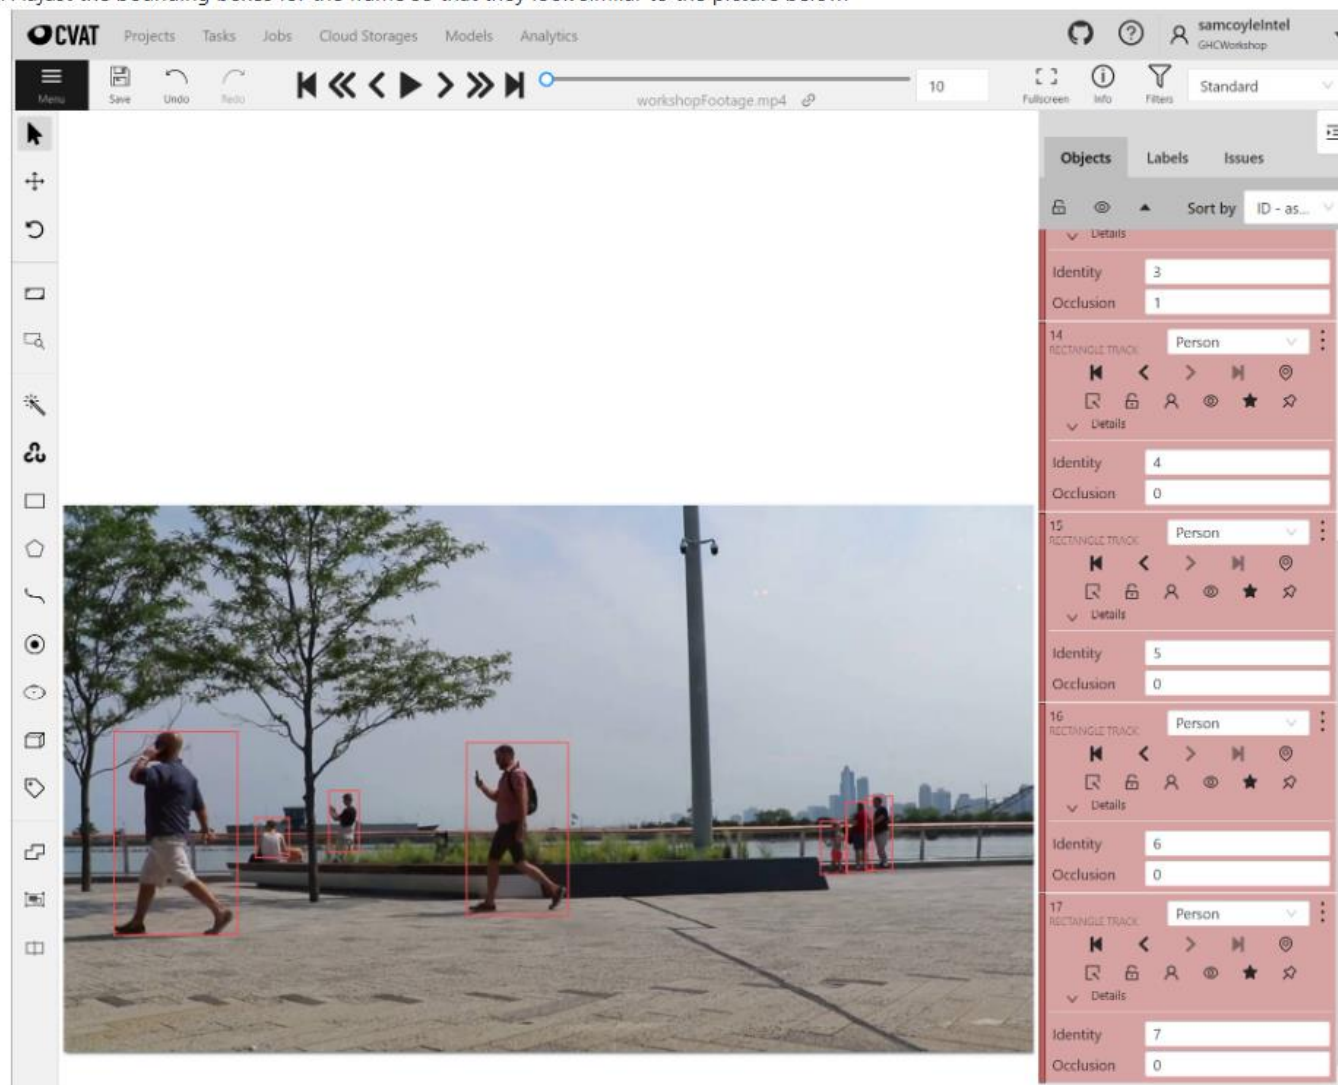 CVAT Projects Tasks Jobs Cloud Storages Models Analytics samcoyleIntel
GHCWorkshop
Menu Save Undo Redo workshopFootage.mp4 10 Fullscreen Info Filters Standard
Objects Labels Issues
Sort by ID - as...
Details
Identity 3
Occlusion 1
14 Person
RECTANGLE TRACK
Details
Identity 4
Occlusion 0
15 Person
RECTANGLE TRACK
Details
Identity 5
Occlusion 0
16 Person
RECTANGLE TRACK
Details
Identity 6
Occlusion 0
17 Person
RECTANGLE TRACK
Details
Identity 7
Occlusion 0